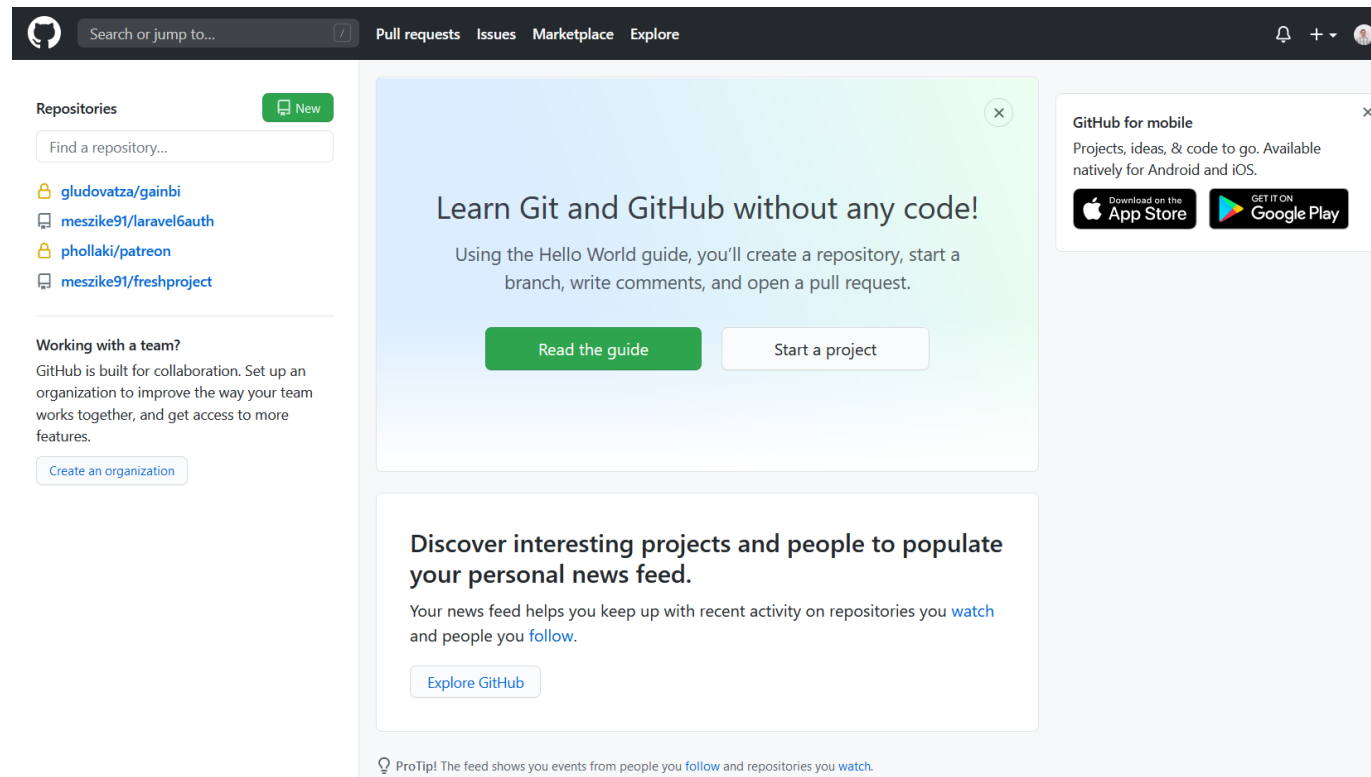 Search or jump to...
/
Pull requests Issues Marketplace Explore
Repositories
New
Find a repository...
gludovatza/gainbi
meszike91/laravel6auth
phollaki/patreon
meszike91/freshproject
Working with a team?
GitHub is built for collaboration. Set up an
organization to improve the way your team
works together, and get access to more
features.
Create an organization
Learn Git and GitHub without any code!
Using the Hello World guide, you’ll create a repository, start a
branch, write comments, and open a pull request.
Read the guide Start a project
Discover interesting projects and people to populate
your personal news feed.
Your news feed helps you keep up with recent activity on repositories you watch
and people you follow.
Explore GitHub
ProTip! The feed shows you events from people you follow and repositories you watch.
GitHub for mobile
Projects, ideas, & code to go. Available
natively for Android and iOS.
Download on the
App Store
GET IT ON
Google Play